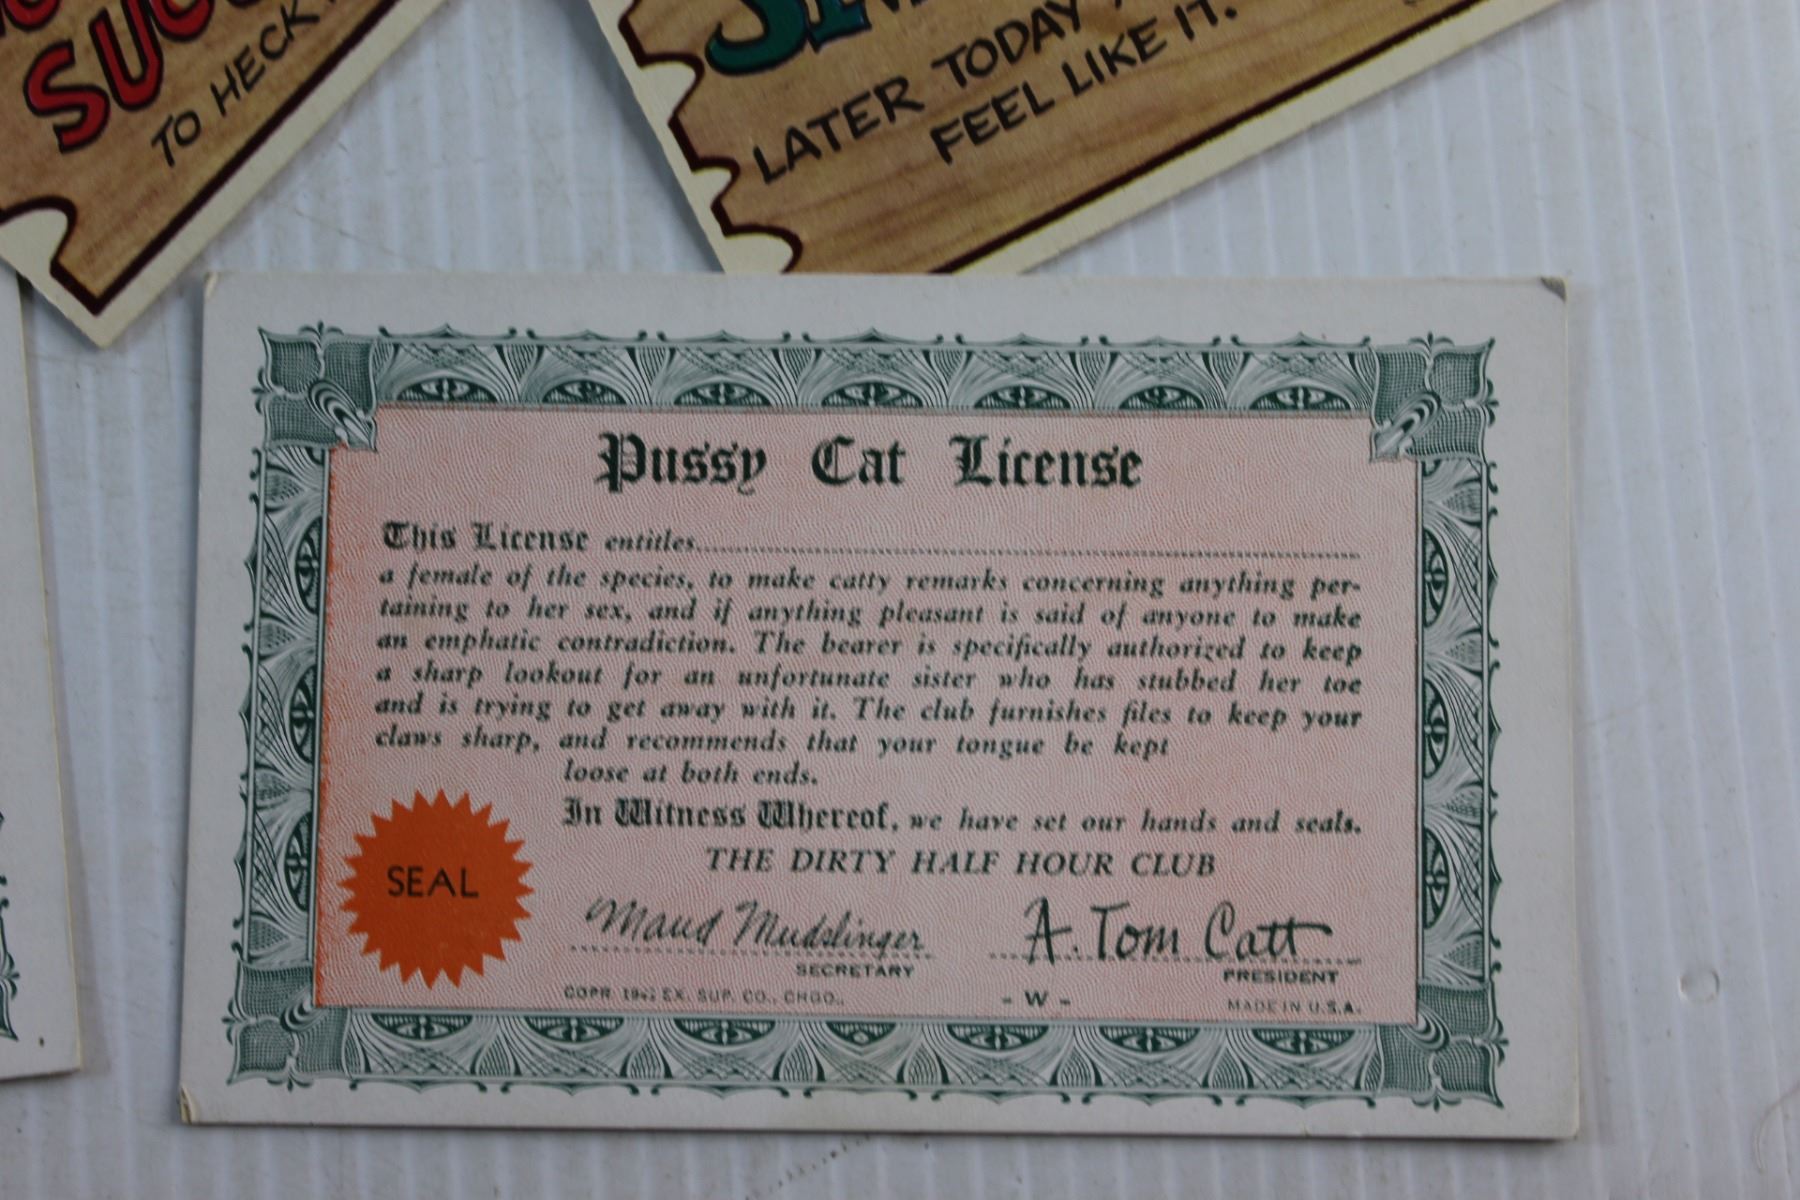 TO HECK
LATER TODAY
FEEL LIKE IT.
Pussy Cat License
This License entitles
a female of the species, to make catty remarks concerning anything per-
taining to her sex, and if anything pleasant is said of anyone to make
an emphatic contradiction. The bearer is specifically authorized to keep
a sharp lookout for an unfortunate sister who has stubbed her toe
and is trying to get away with it. The club furnishes files to keep your
claws sharp, and recommends that your tongue be kept
loose at both ends.
In Witness Whereof, we have set our hands and seals.
THE DIRTY HALF HOUR CLUB
SEAL
Maud Mudslinger A. Tom Catt
SECRETARY PRESIDENT
COPR. EX. SUP. CO., CHGO., - W - MADE IN U.S.A.